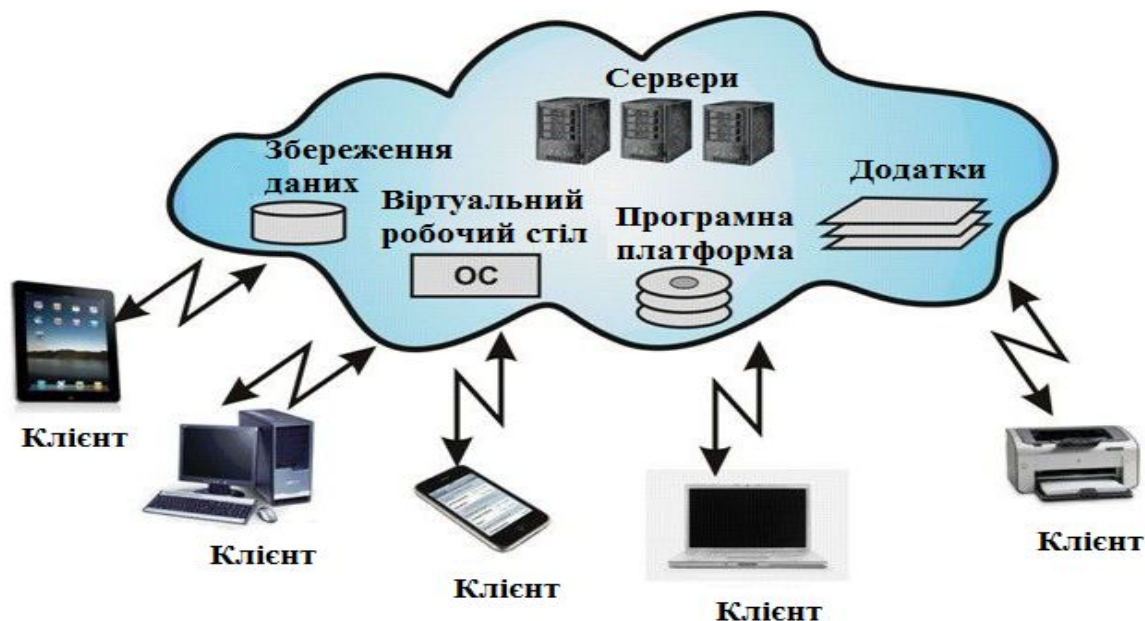 Сервери
Збереження
даних
Віртуальний
робочий стіл
ОС
Програмна
платформа
Додатки
Клієнт
Клієнт
Клієнт
Клієнт
Клієнт